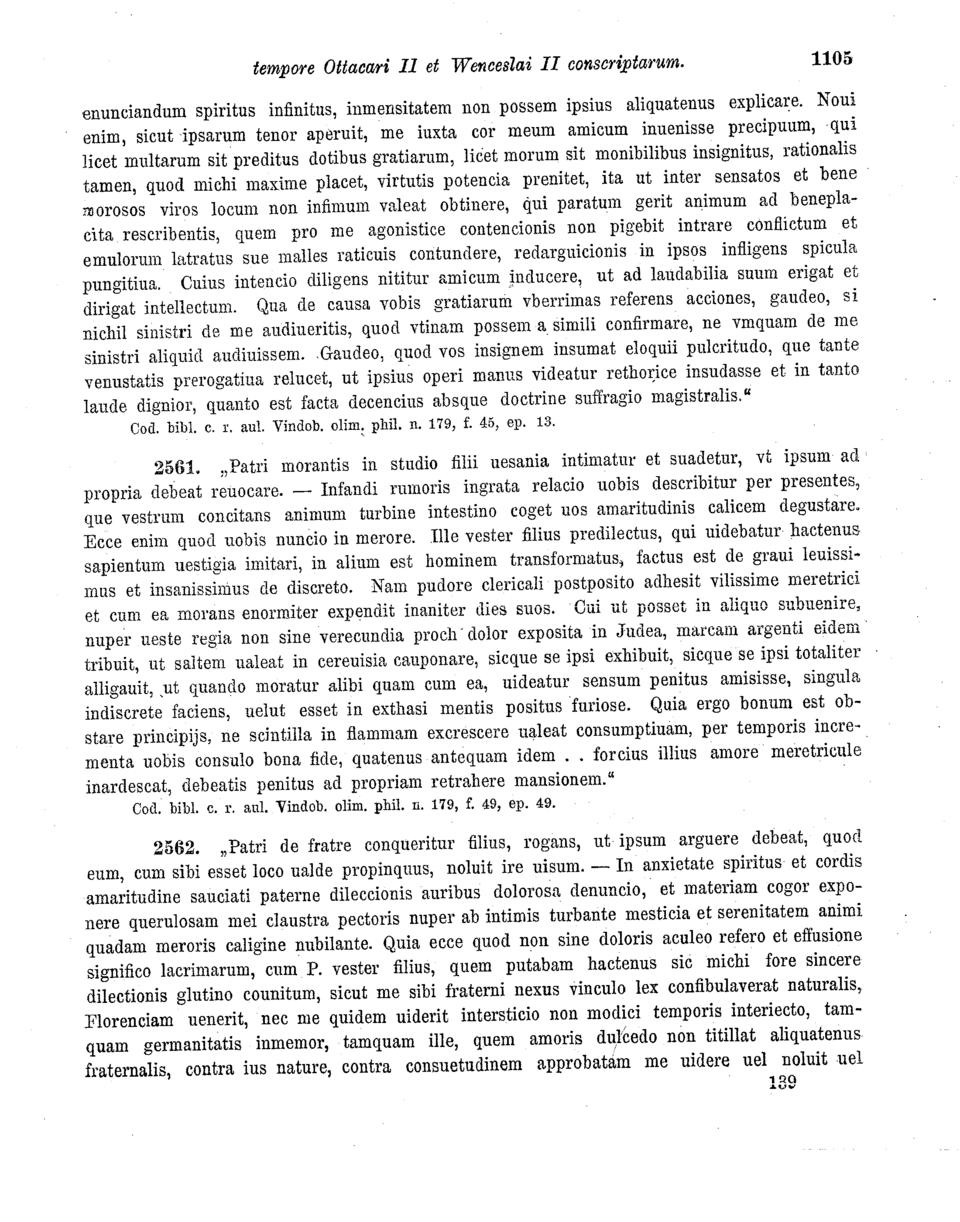 tempore Ottacari II et Wenceslai II conscriptarum. 1105
enunciandum spiritus infinitus, inmensitatem non possem ipsius aliquatenus explicare. Noui
enim, sicut ipsarum tenor aperuit, me iuxta cor meum amicum inuenisse precipuum, qui
licet multarum sit preditus dotibus gratiarum, licet morum sit monibilibus insignitus, rationalis
tamen, quod michi maxime placet, virtutis potencia prenitet, ita ut inter sensatos et bene
morosos viros locum non infimum valeat obtinere, qui paratum gerit animum ad benepla-
cita rescribentis, quem pro me agonistice contencionis non pigebit intrare conflictum et
emulorum latratus sue malles raticuis contundere, redarguicionis in ipsos infligens spicula
pungitiua. Cuius intencio diligens nititur amicum inducere, ut ad laudabilia suum erigat et
dirigat intellectum. Qua de causa vobis gratiarum vberrimas referens acciones, gaudeo, si
nichil sinistri de me audiueritis, quod vtinam possem a simili confirmare, ne vmquam de me
sinistri aliquid audiuissem. Gaudeo, quod vos insignem insumat eloquii pulcritudo, que tante
venustatis prerogatiua relucet, ut ipsius operi manus videatur rethorice insudasse et in tanto
laude dignior, quanto est facta decencius absque doctrine suffragio magistralis.“
Cod. bibl. c. r. aul. Vindob. olim. phil. n. 179, f. 45, ep. 13.
2561. „Patri morantis in studio filii uesania intimatur et suadetur, vt ipsum ad
propria debeat reuocare. — Infandi rumoris ingrata relacio uobis describitur per presentes,
que vestrum concitans animum turbine intestino coget uos amaritudinis calicem degustare.
Ecce enim quod uobis nuncio in merore. Ille vester filius predilectus, qui uidebatur hactenus
sapientum uestigia imitari, in alium est hominem transformatus, factus est de graui leuissi-
mus et insanissimus de discreto. Nam pudore clericali postposito adhesit vilissime meretrici
et cum ea morans enormiter expendit inaniter dies suos. Cui ut posset in aliquo subuenire,
nuper ueste regia non sine verecundia proch dolor exposita in Judea, marcam argenti eidem
tribuit, ut saltem ualeat in cereuisia cauponare, sicque se ipsi exhibuit, sicque se ipsi totaliter
alligauit, ut quando moratur alibi quam cum ea, uideatur sensum penitus amisisse, singula
indiscrete faciens, uelut esset in exthasi mentis positus furiose. Quia ergo bonum est ob-
stare principijs, ne scintilla in flammam excrescere ualeat consumptiuam, per temporis incre-
menta uobis consulo bona fide, quatenus antequam idem . . forcius illius amore meretricule
inardescat, debeatis penitus ad propriam retrahere mansionem.“
Cod. bibl. c. r. aul. Vindob. olim. phil. n. 179, f. 49, ep. 49.
2562. „Patri de fratre conqueritur filius, rogans, ut ipsum arguere debeat, quod
eum, cum sibi esset loco ualde propinquus, noluit ire uisum. — In anxietate spiritus et cordis
amaritudine sauciati paterne dileccionis auribus dolorosa denuncio, et materiam cogor expo-
nere querulosam mei claustra pectoris nuper ab intimis turbante mesticia et serenitatem animi
quadam meroris caligine nubilante. Quia ecce quod non sine doloris aculeo refero et effusione
significo lacrimarum, cum P. vester filius, quem putabam hactenus sic michi fore sincere
dilectionis glutino counitum, sicut me sibi fraterni nexus vinculo lex confibulaverat naturalis,
Florenciam uenerit, nec me quidem uiderit intersticio non modici temporis interiecto, tam-
quam germanitatis inmemor, tamquam ille, quem amoris dulcedo non titillat aliquatenus
fraternalis, contra ius nature, contra consuetudinem approbatam me uidere uel noluit uel
139